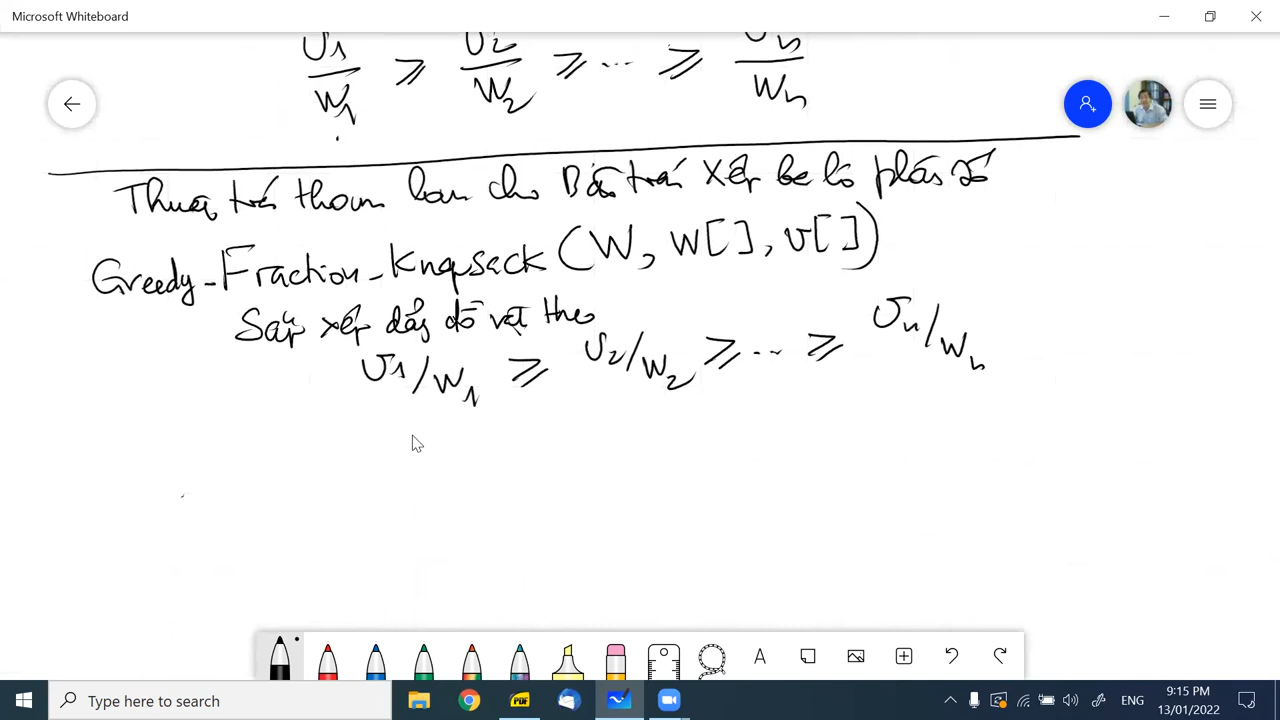 Microsoft Whiteboard
v1/w1 ≥ v2/w2 ≥ ... ≥ vn/wn
Thuật toán tham lam cho Bài toán Xếp ba lô phân số
Greedy-Fraction-Knapsack (W, w[], v[])
Sắp xếp dãy đồ vật theo
v1/w1 ≥ v2/w2 ≥ ... ≥ vn/wn
Type here to search
PDF
ENG
9:15 PM
13/01/2022